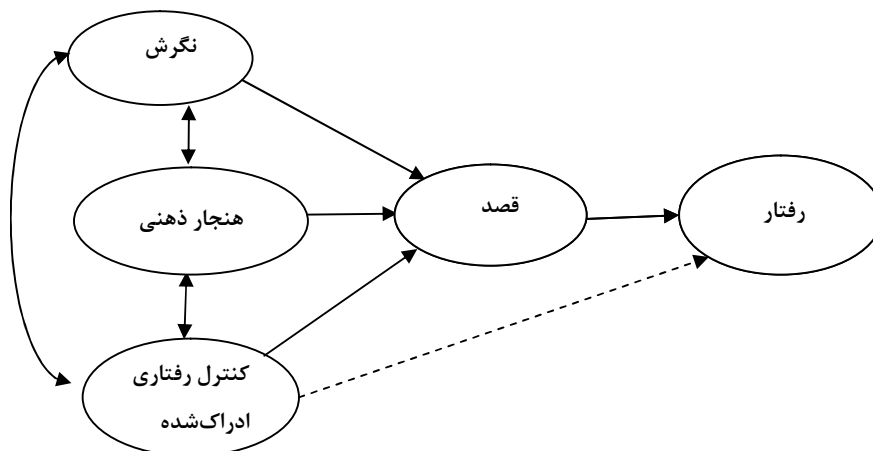 نگرش
هنجار ذهنی
قصد
رفتار
کنترل رفتاری
ادراک‌شده